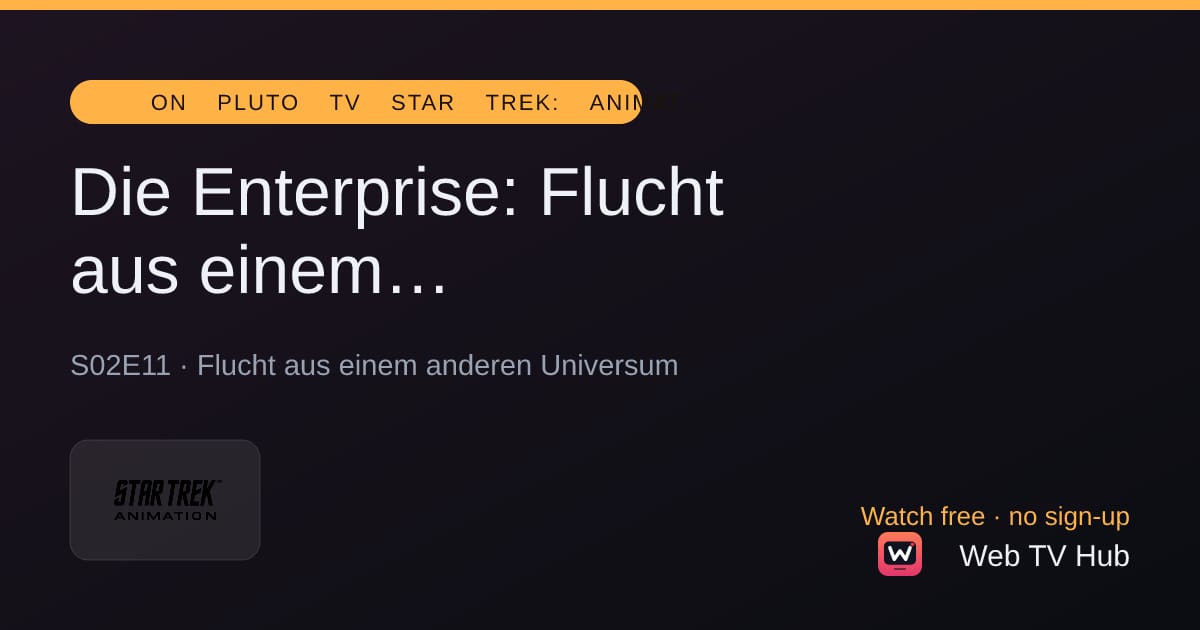 ON PLUTO TV STAR TREK:
Die Enterprise: Flucht
aus einem…
S02E11 · Flucht aus einem anderen Universum
STAR TREK™
ANIMATION
Watch free · no sign-up
W
Web TV Hub